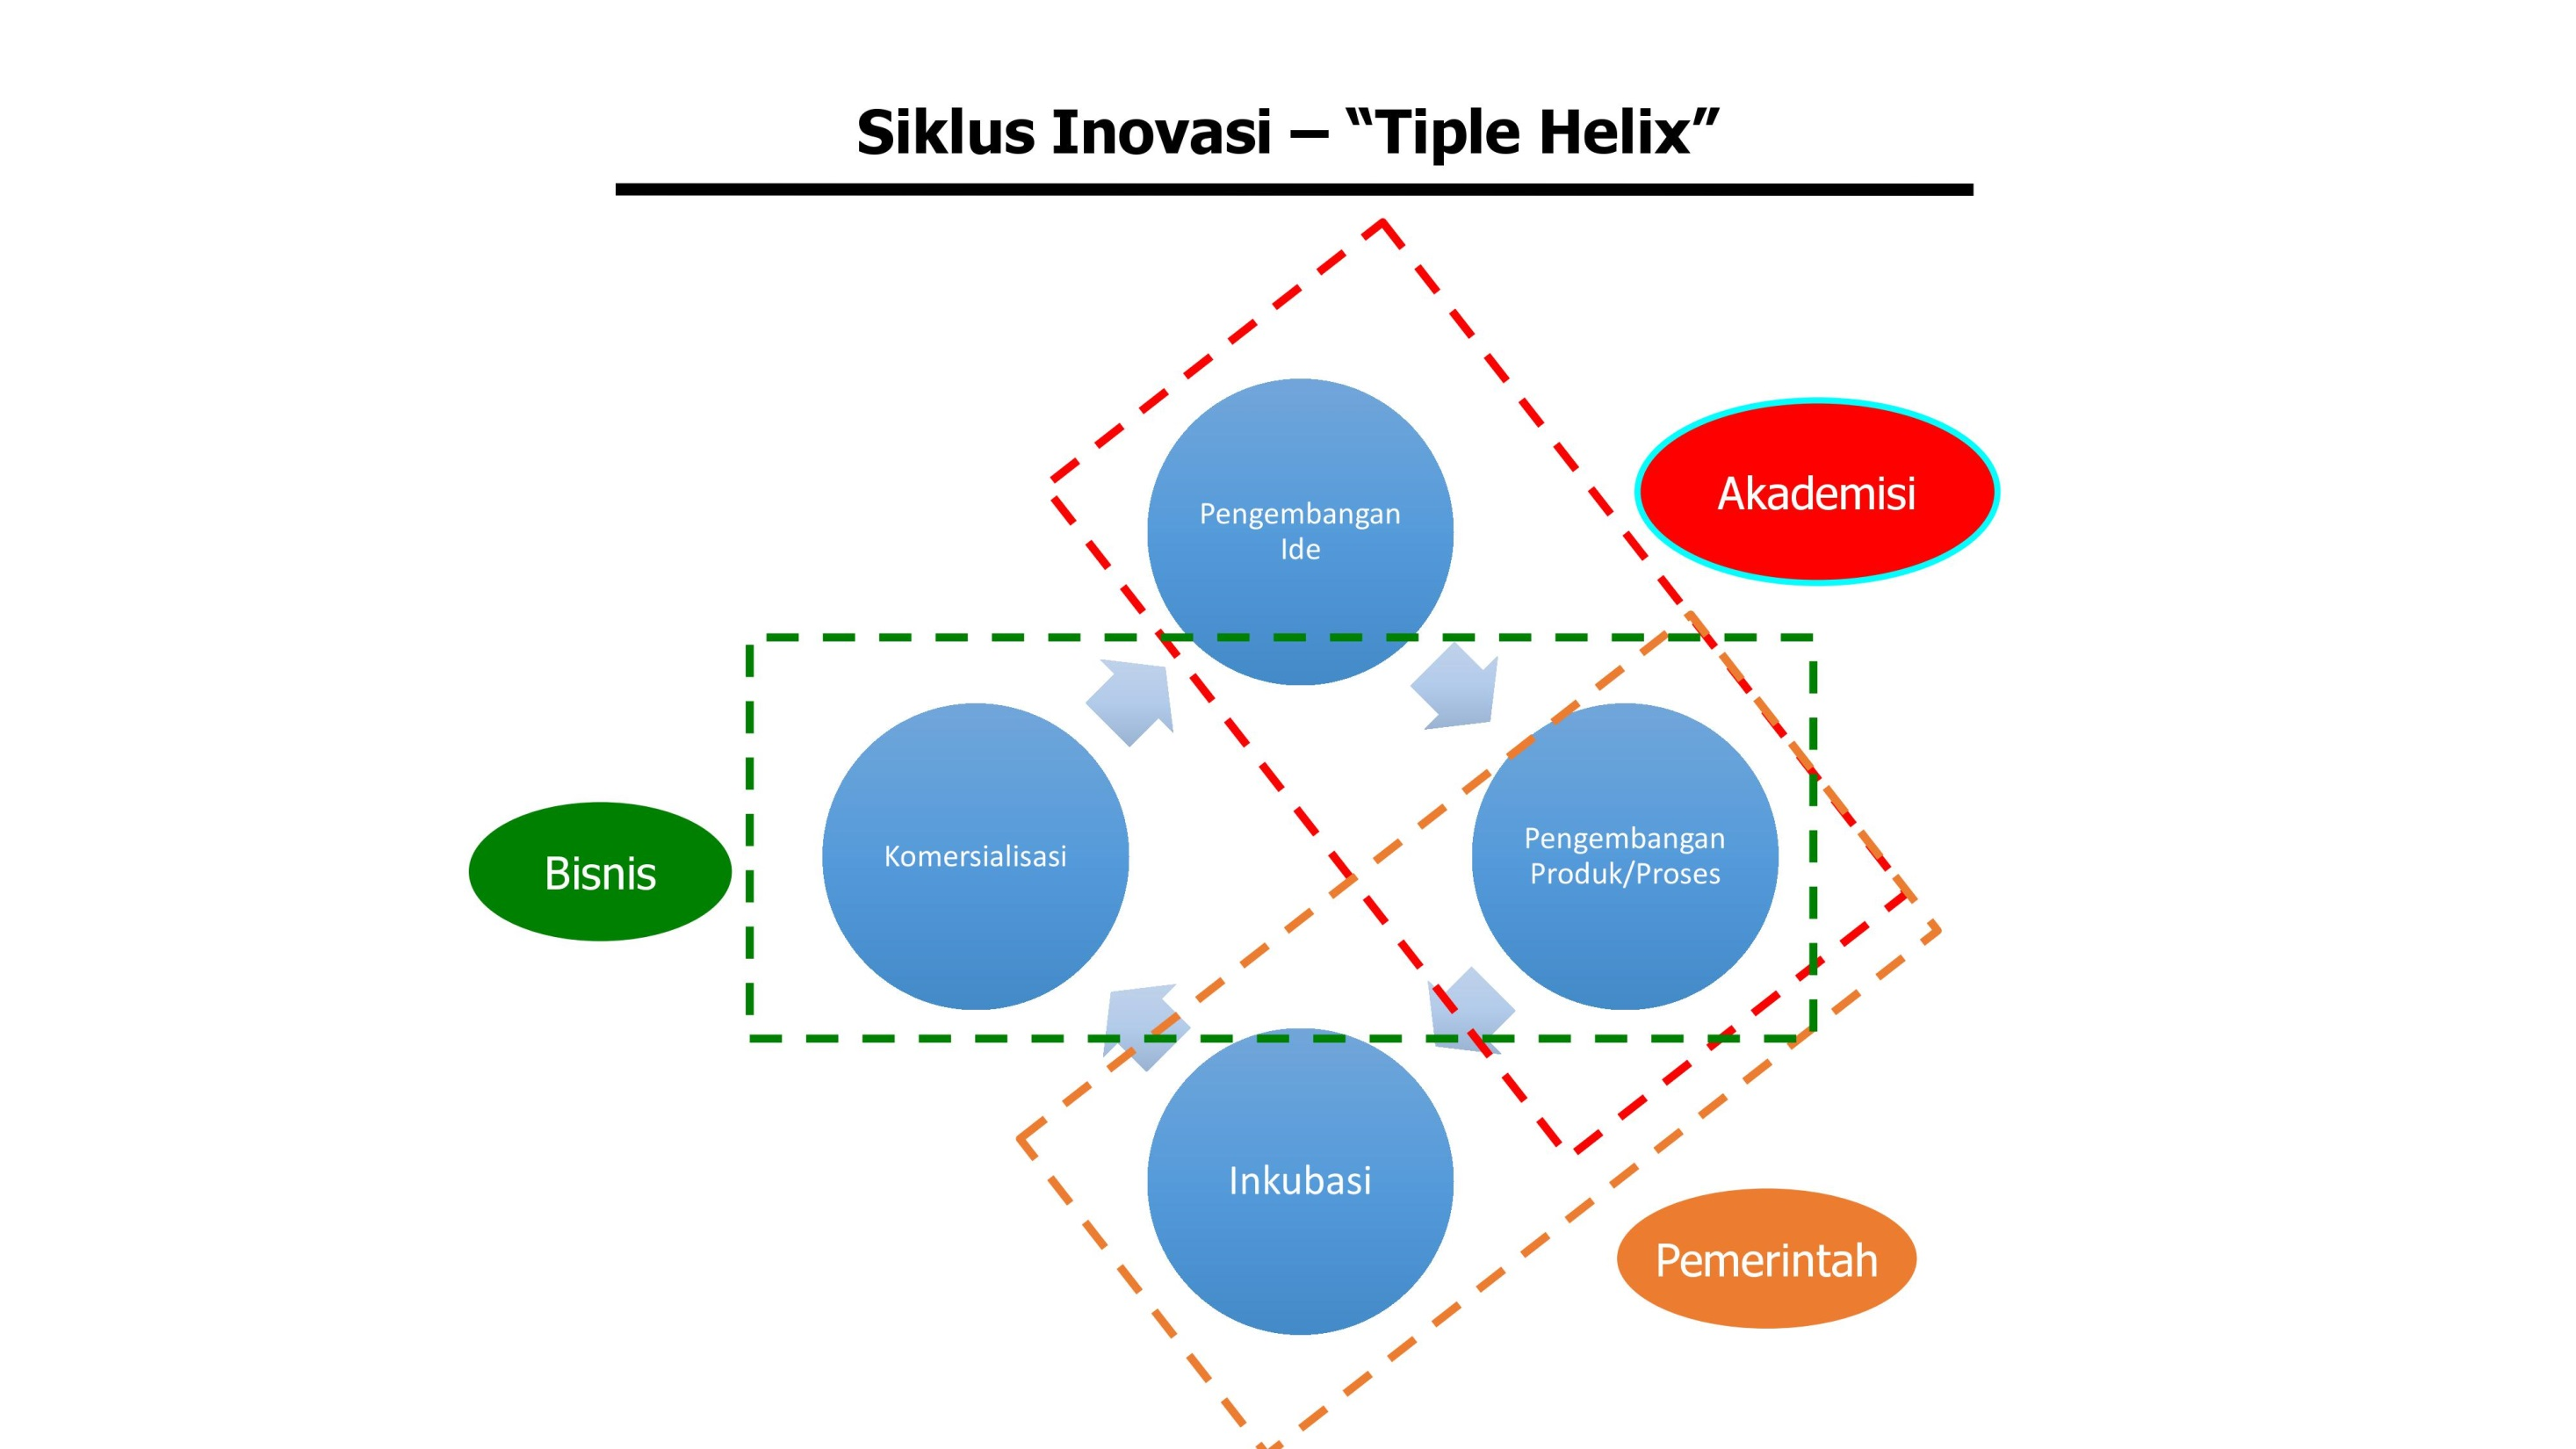 Siklus Inovasi – “Tiple Helix”
Pengembangan
Ide
Akademisi
Bisnis
Komersialisasi
Pengembangan
Produk/Proses
Inkubasi
Pemerintah